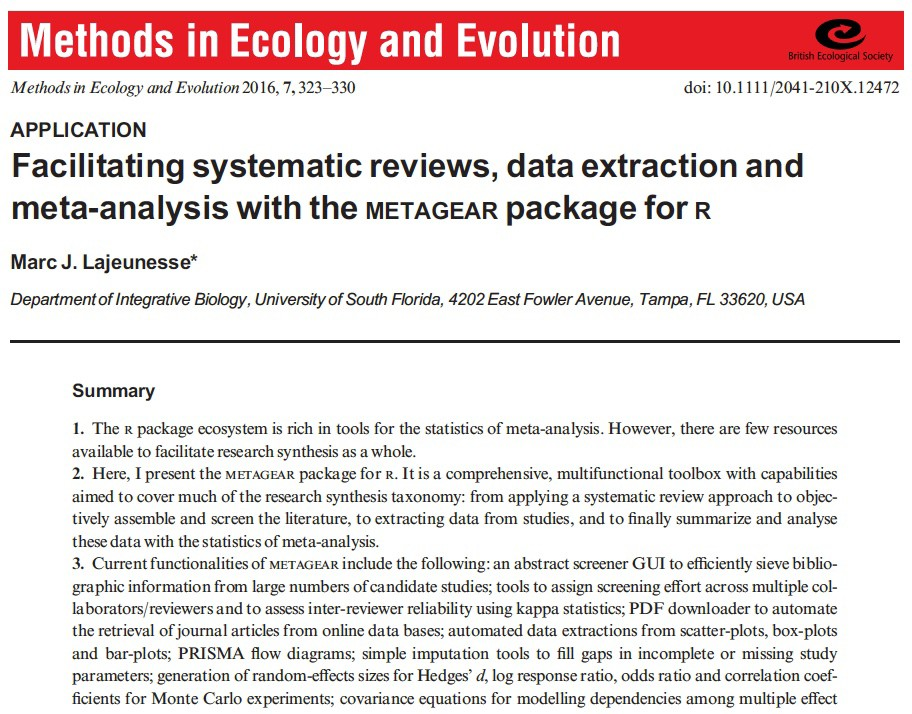 Methods in Ecology and Evolution
British Ecological Society
Methods in Ecology and Evolution 2016, 7, 323–330
doi: 10.1111/2041-210X.12472
APPLICATION
Facilitating systematic reviews, data extraction and
meta-analysis with the METAGEAR package for R
Marc J. Lajeunesse*
Department of Integrative Biology, University of South Florida, 4202 East Fowler Avenue, Tampa, FL 33620, USA
Summary
1. The R package ecosystem is rich in tools for the statistics of meta-analysis. However, there are few resources
available to facilitate research synthesis as a whole.
2. Here, I present the METAGEAR package for R. It is a comprehensive, multifunctional toolbox with capabilities
aimed to cover much of the research synthesis taxonomy: from applying a systematic review approach to objec-
tively assemble and screen the literature, to extracting data from studies, and to finally summarize and analyse
these data with the statistics of meta-analysis.
3. Current functionalities of METAGEAR include the following: an abstract screener GUI to efficiently sieve biblio-
graphic information from large numbers of candidate studies; tools to assign screening effort across multiple col-
laborators/reviewers and to assess inter-reviewer reliability using kappa statistics; PDF downloader to automate
the retrieval of journal articles from online data bases; automated data extractions from scatter-plots, box-plots
and bar-plots; PRISMA flow diagrams; simple imputation tools to fill gaps in incomplete or missing study
parameters; generation of random-effects sizes for Hedges' d, log response ratio, odds ratio and correlation coef-
ficients for Monte Carlo experiments; covariance equations for modelling dependencies among multiple effect